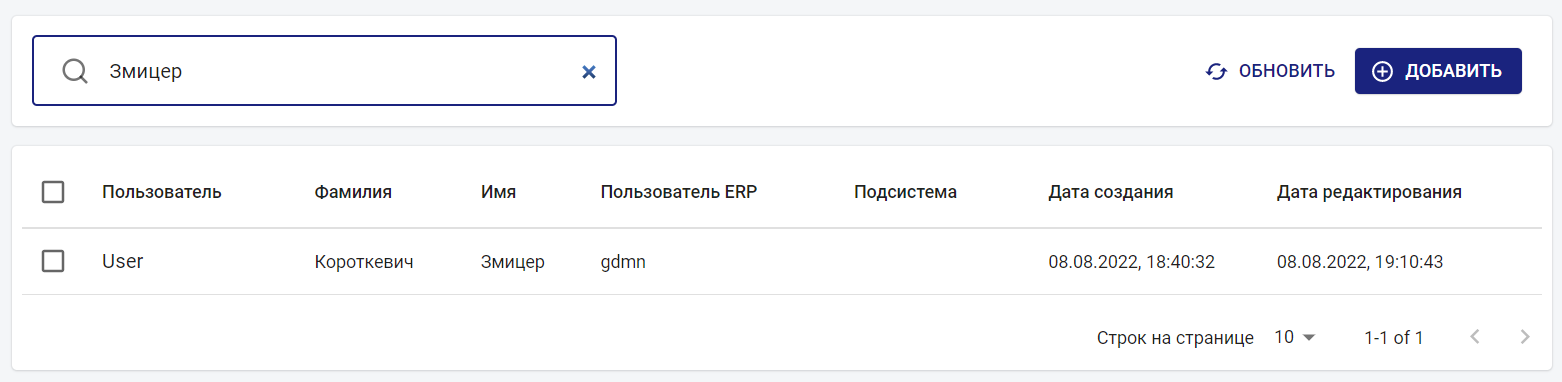 Змицер
ОБНОВИТЬ
ДОБАВИТЬ
Пользователь Фамилия Имя Пользователь ERP Подсистема Дата создания Дата редактирования
User Короткевич Змицер gdmn 08.08.2022, 18:40:32 08.08.2022, 19:10:43
Строк на странице 10 1-1 of 1